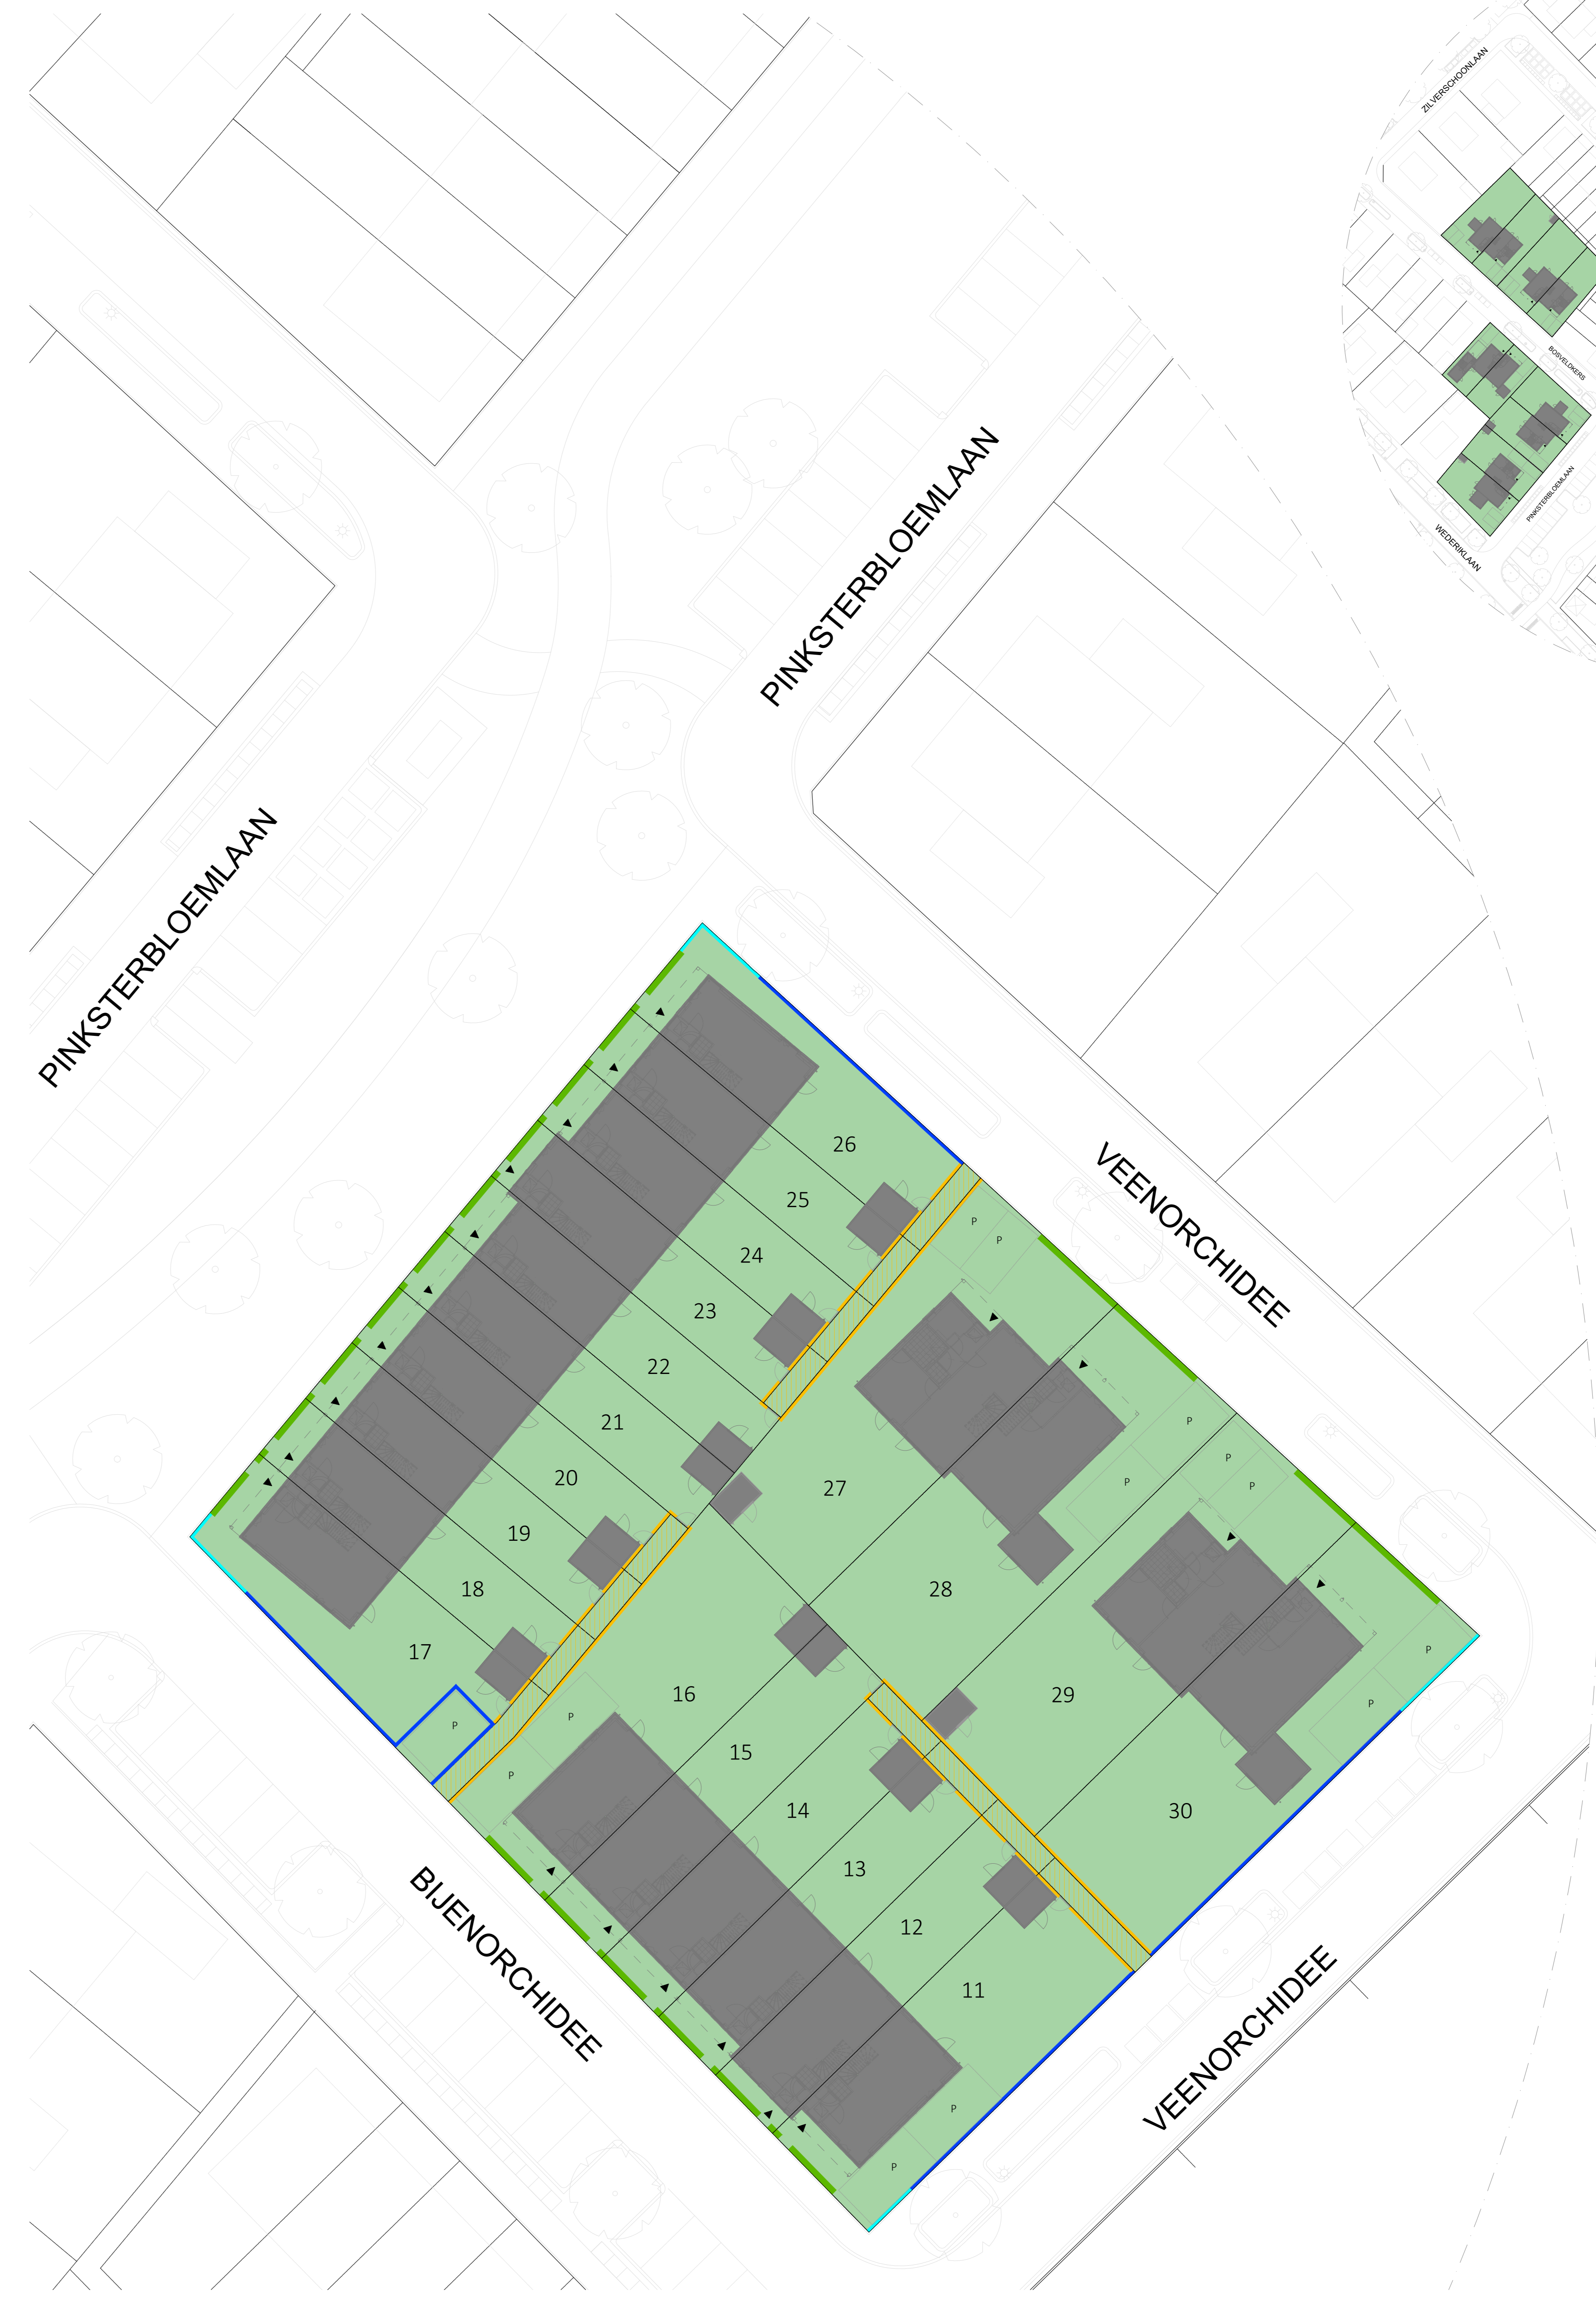 ZILVERSCHOONLAAN
BOSVELDKERS
PINKSTERBLOEMLAAN
WEDERIKLAAN
PINKSTERBLOEMLAAN
PINKSTERBLOEMLAAN
VEENORCHIDEE
26
25
24
23
22
21
20
19
18
17
P
P
P
27
P
P
P
P
28
P
29
P
P
30
16
P
P
15
14
13
12
11
P
P
BIJENORCHIDEE
VEENORCHIDEE